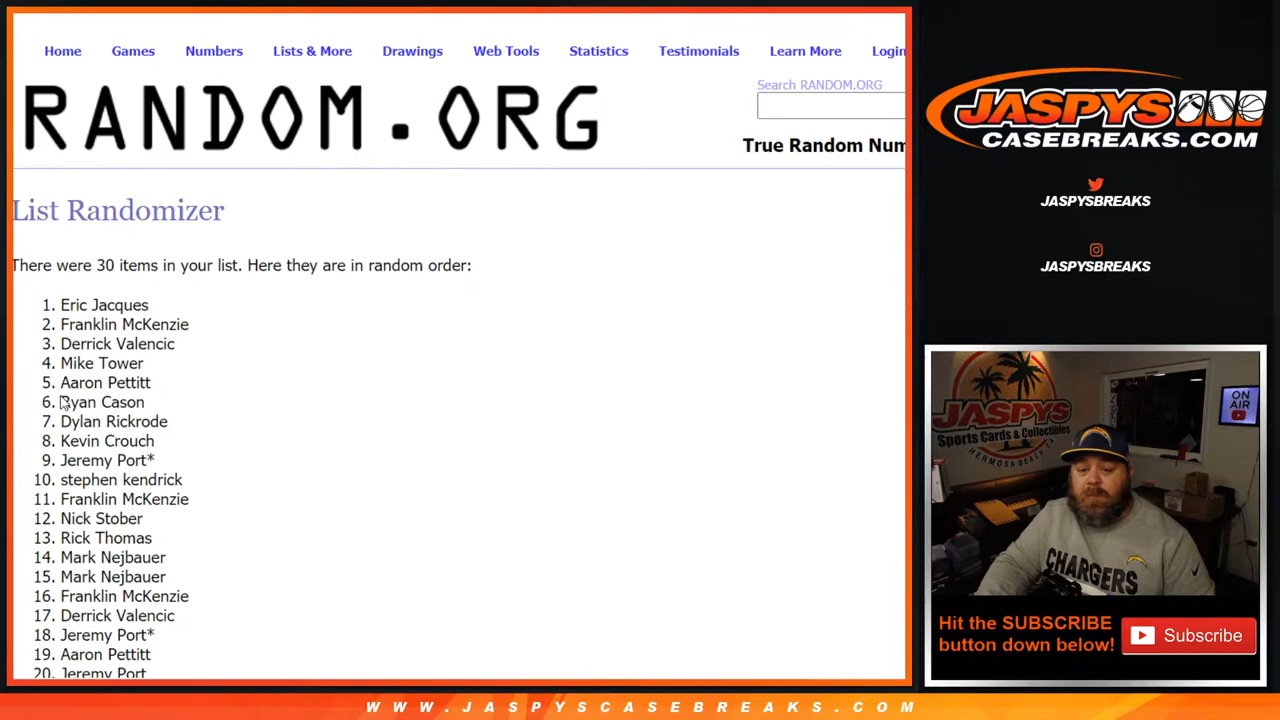 Home Games Numbers Lists & More Drawings Web Tools Statistics Testimonials Learn More Login
RANDOM.ORG
Search RANDOM.ORG
True Random Num
List Randomizer
There were 30 items in your list. Here they are in random order:
1. Eric Jacques
2. Franklin McKenzie
3. Derrick Valencic
4. Mike Tower
5. Aaron Pettitt
6. Ryan Cason
7. Dylan Rickrode
8. Kevin Crouch
9. Jeremy Port*
10. stephen kendrick
11. Franklin McKenzie
12. Nick Stober
13. Rick Thomas
14. Mark Nejbauer
15. Mark Nejbauer
16. Franklin McKenzie
17. Derrick Valencic
18. Jeremy Port*
19. Aaron Pettitt
20. Jeremy Port
JASPYS
CASEBREAKS.COM
JASPYSBREAKS
JASPYSBREAKS
JASPYS
Sports Cards & Collectibles
HERMOSA BEACH, CA
ON AIR
CHARGERS
Hit the SUBSCRIBE
button down below!
Subscribe
WWW.JASPYSCASEBREAKS.COM